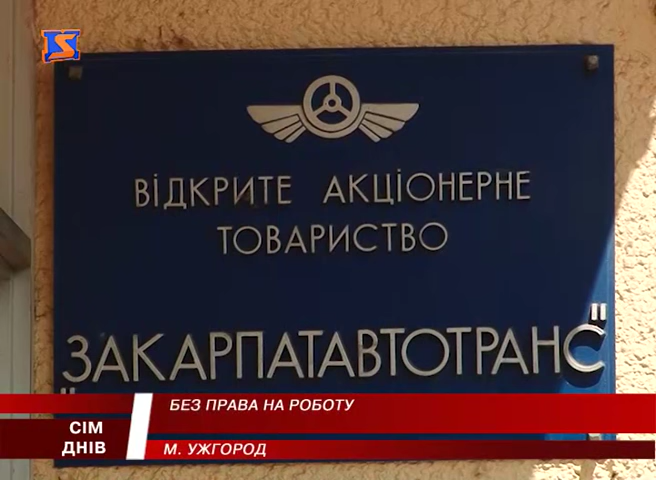 ВІДКРИТЕ АКЦІОНЕРНЕ
ТОВАРИСТВО
"ЗАКАРПАТАВТОТРАНС"
БЕЗ ПРАВА НА РОБОТУ
СІМ
ДНІВ
М. УЖГОРОД